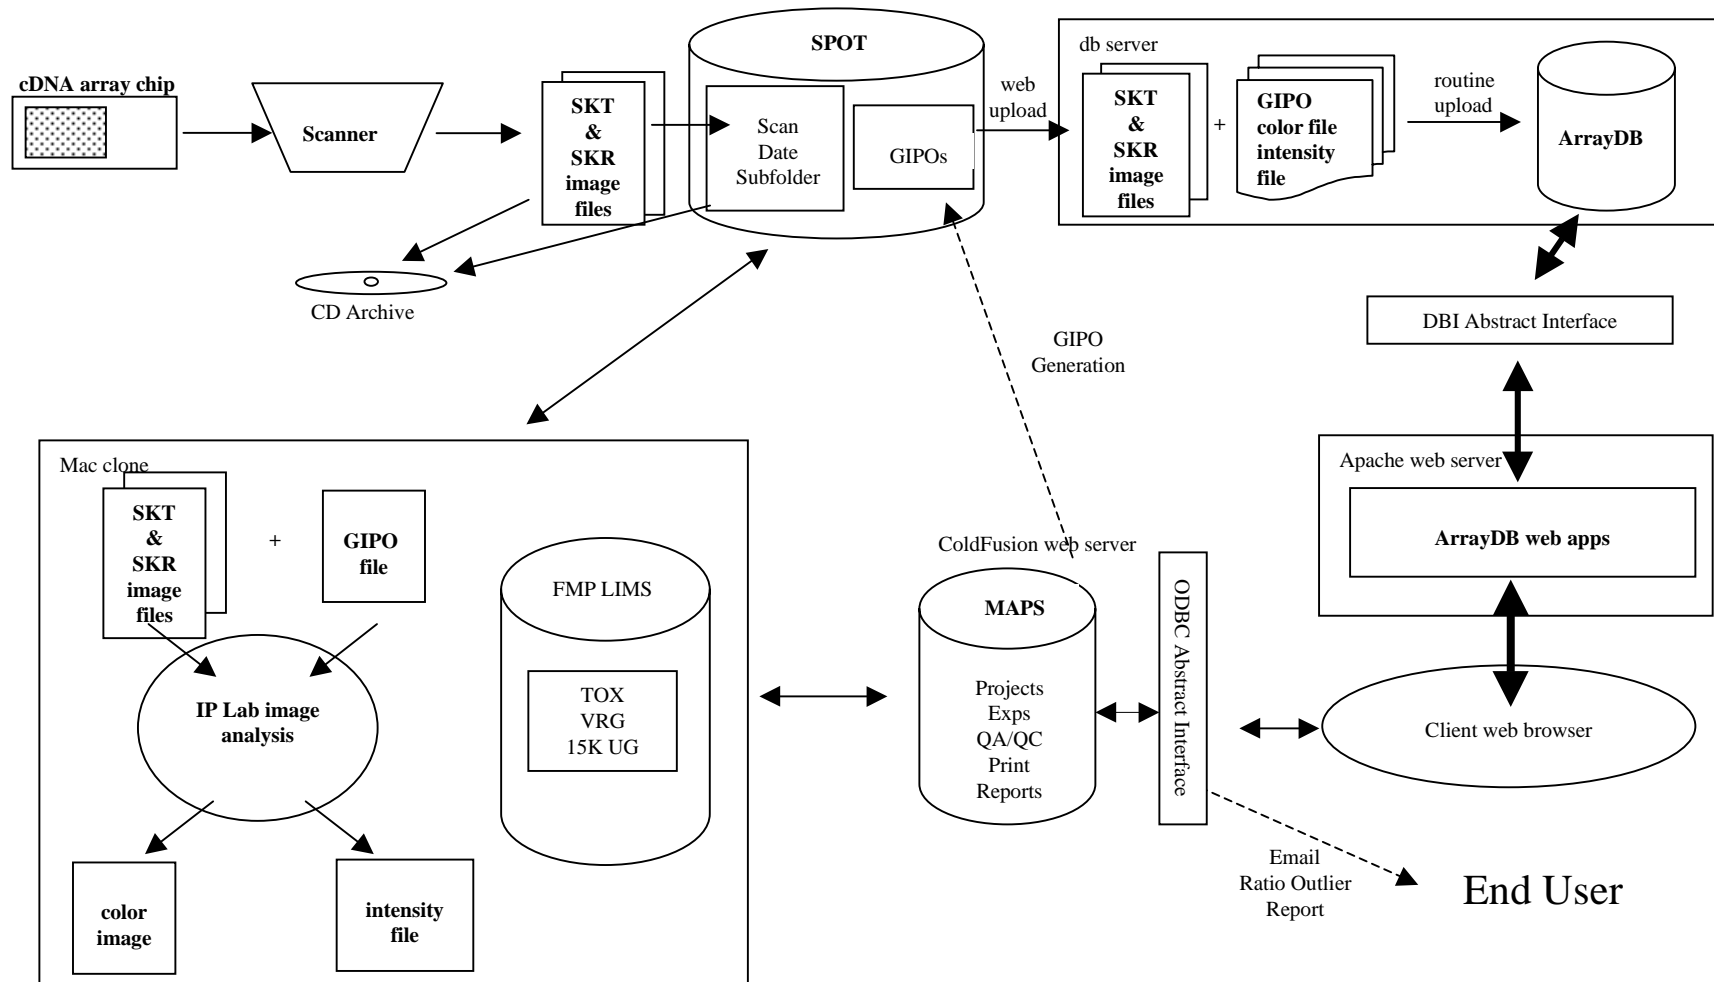 cDNA array chip
Scanner
SKT
&
SKR
image
files
CD Archive
SPOT
Scan
Date
Subfolder
GIPOs
web
upload
db server
SKT
&
SKR
image
files
+
GIPO
color file
intensity
file
routine
upload
ArrayDB
DBI Abstract Interface
GIPO
Generation
Apache web server
ArrayDB web apps
Mac clone
SKT
&
SKR
image
files
+
GIPO
file
IP Lab image
analysis
color
image
intensity
file
FMP LIMS
TOX
VRG
15K UG
ColdFusion web server
MAPS
Projects
Exps
QA/QC
Print
Reports
ODBC Abstract Interface
Client web browser
Email
Ratio Outlier
Report
End User